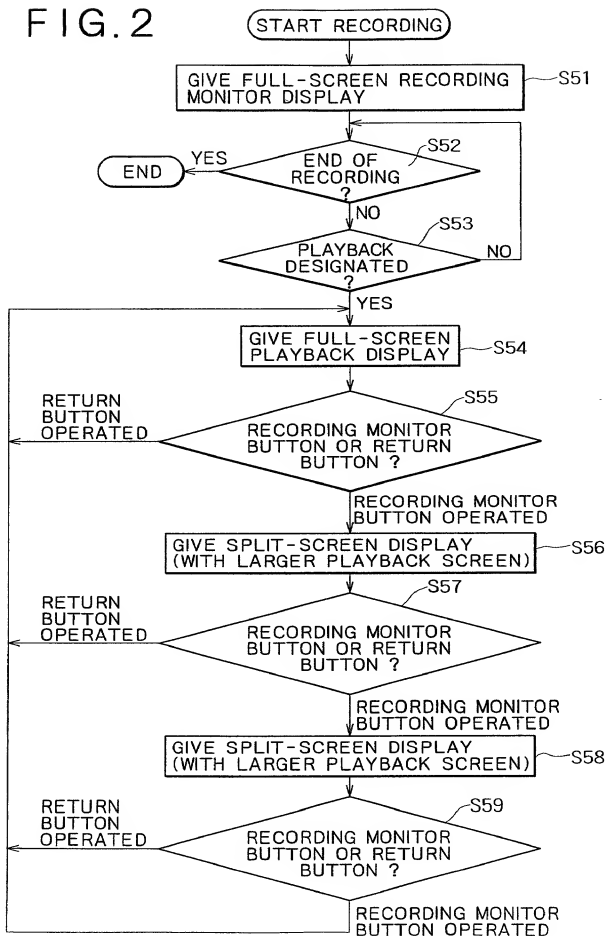 FIG.2
START RECORDING
GIVE FULL-SCREEN RECORDING
MONITOR DISPLAY
S51
END OF
RECORDING
?
S52
YES
END
NO
PLAYBACK
DESIGNATED
?
S53
NO
YES
GIVE FULL-SCREEN
PLAYBACK DISPLAY
S54
RETURN
BUTTON
OPERATED
S55
RECORDING MONITOR
BUTTON OR RETURN
BUTTON ?
RECORDING MONITOR
BUTTON OPERATED
GIVE SPLIT-SCREEN DISPLAY
(WITH LARGER PLAYBACK SCREEN)
S56
RETURN
BUTTON
OPERATED
S57
RECORDING MONITOR
BUTTON OR RETURN
BUTTON ?
RECORDING MONITOR
BUTTON OPERATED
GIVE SPLIT-SCREEN DISPLAY
(WITH LARGER PLAYBACK SCREEN)
S58
RETURN
BUTTON
OPERATED
S59
RECORDING MONITOR
BUTTON OR RETURN
BUTTON ?
RECORDING MONITOR
BUTTON OPERATED